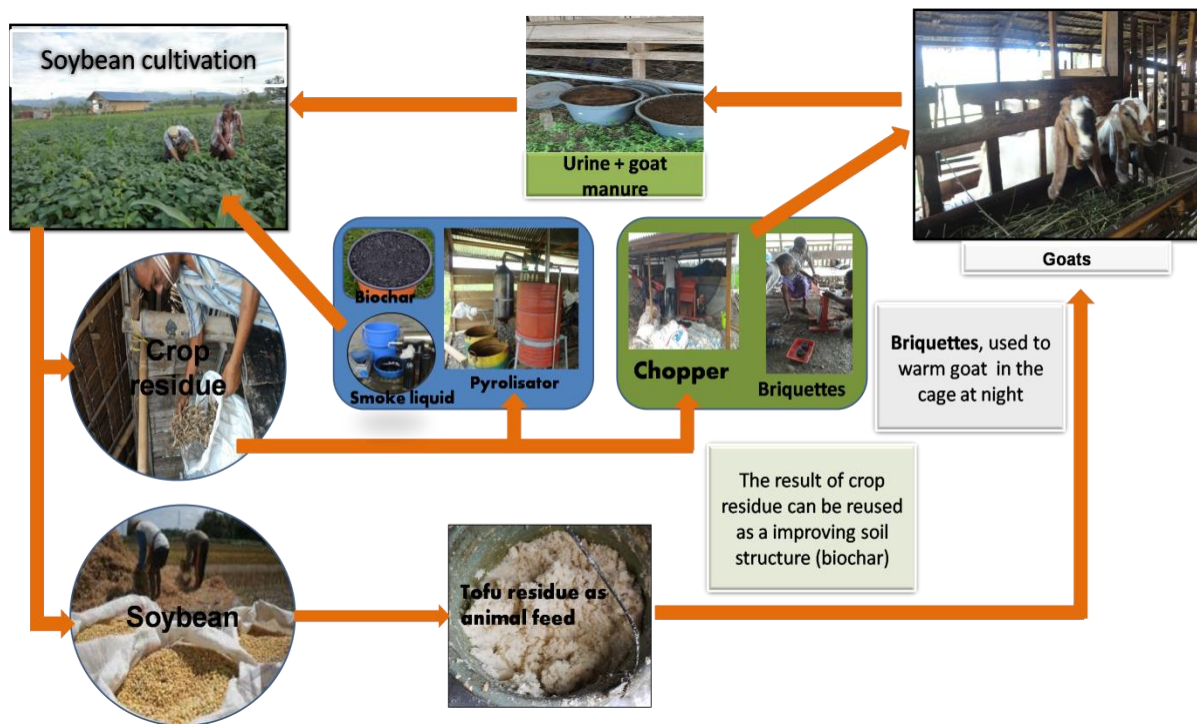 Soybean cultivation
Urine + goat
manure
Goats
Biochar
Smoke liquid
Pyrolisator
Chopper
Briquettes
Crop
residue
Briquettes, used to
warm goat in the
cage at night
The result of crop
residue can be reused
as a improving soil
structure (biochar)
Soybean
Tofu residue as
animal feed